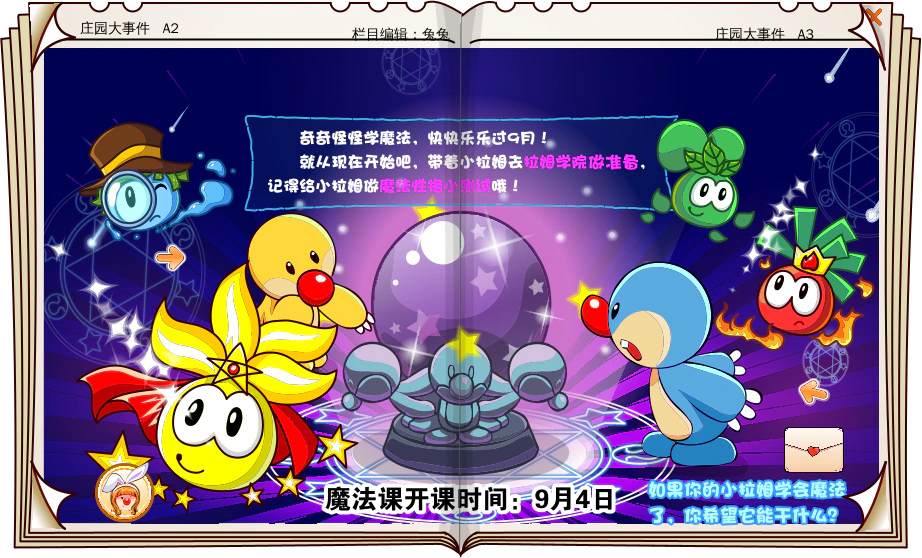 庄园大事件 A2
栏目编辑：兔兔
庄园大事件 A3
奇奇怪怪学魔法，快快乐乐过9月！
就从现在开始吧，带着小拉姆去拉姆学院做准备，
记得给小拉姆做魔法性格小测试哦！
魔法课开课时间：9月4日
如果你的小拉姆学会魔法
了，你希望它能干什么？